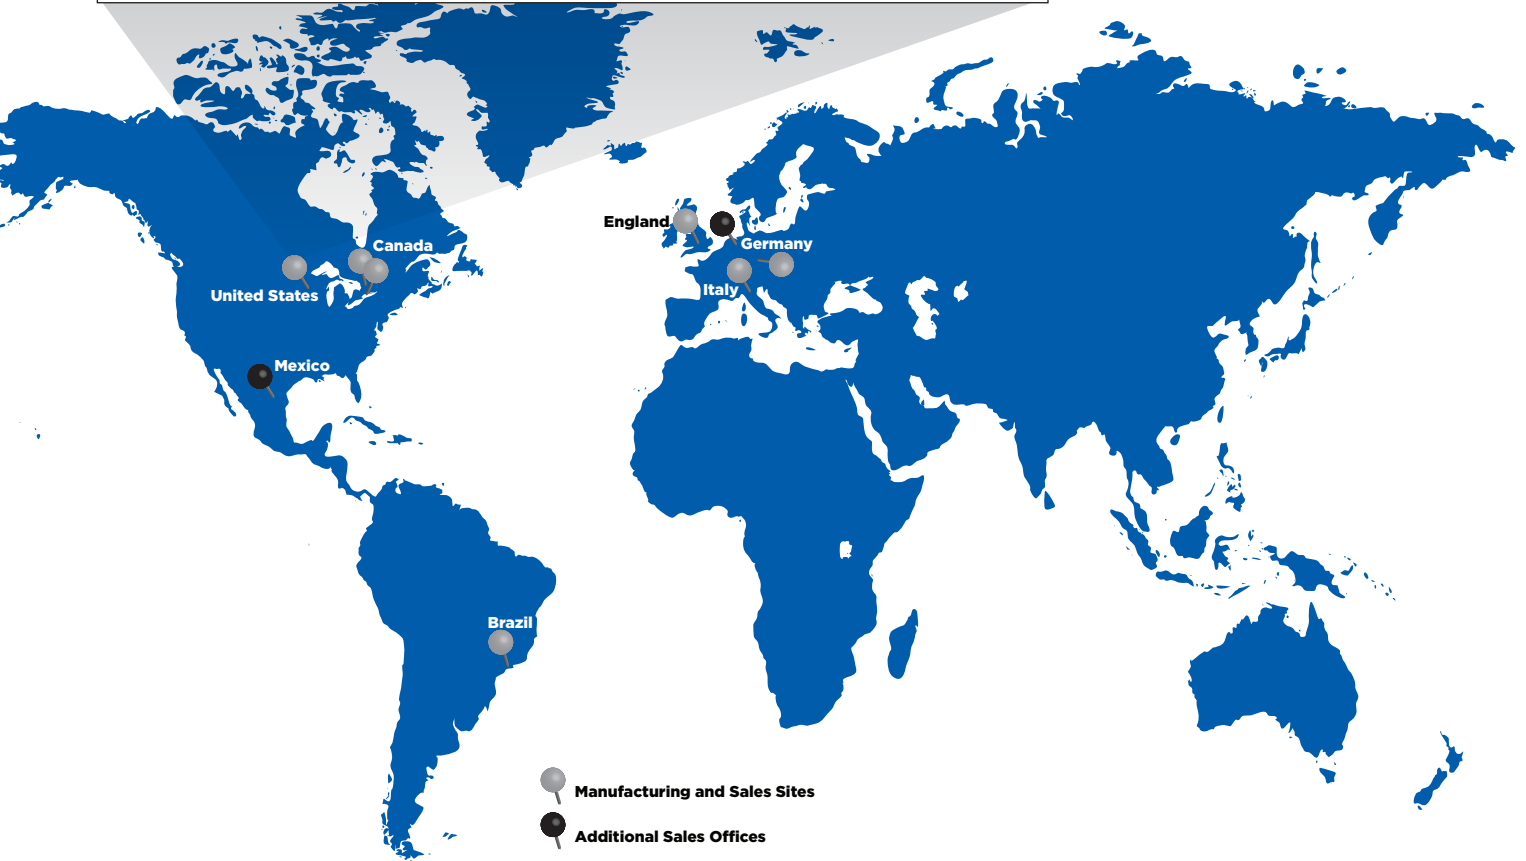 England
Canada
Germany
United States
Italy
Mexico
Brazil
Manufacturing and Sales Sites
Additional Sales Offices